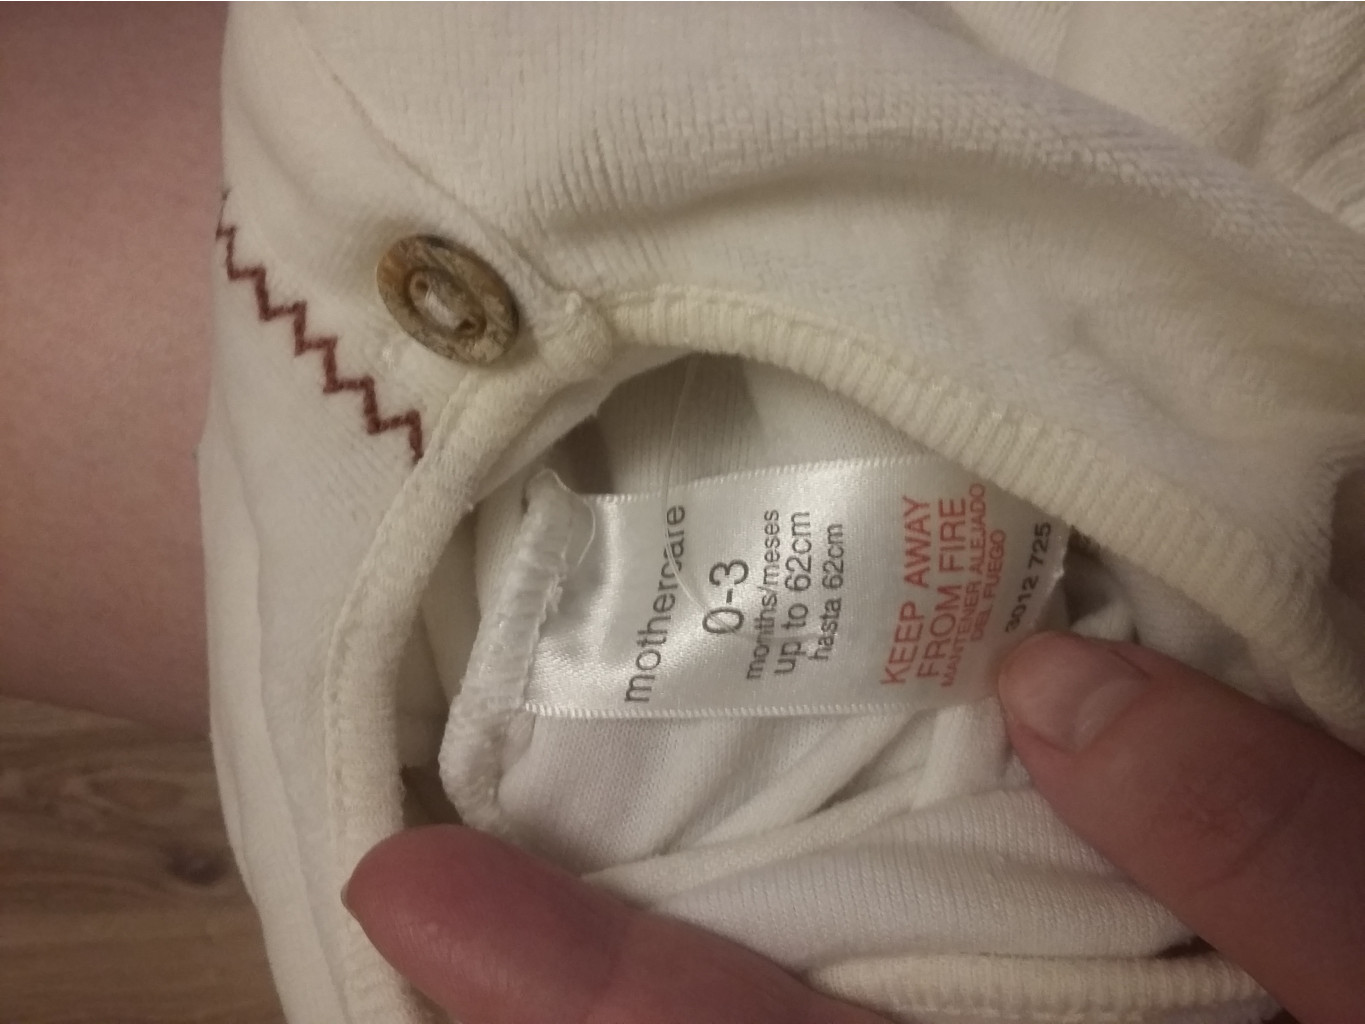 mothercare
0-3
months/meses
up to 62cm
hasta 62cm
KEEP AWAY
FROM FIRE
MANTENER ALEJADO
DEL FUEGO
3012 725